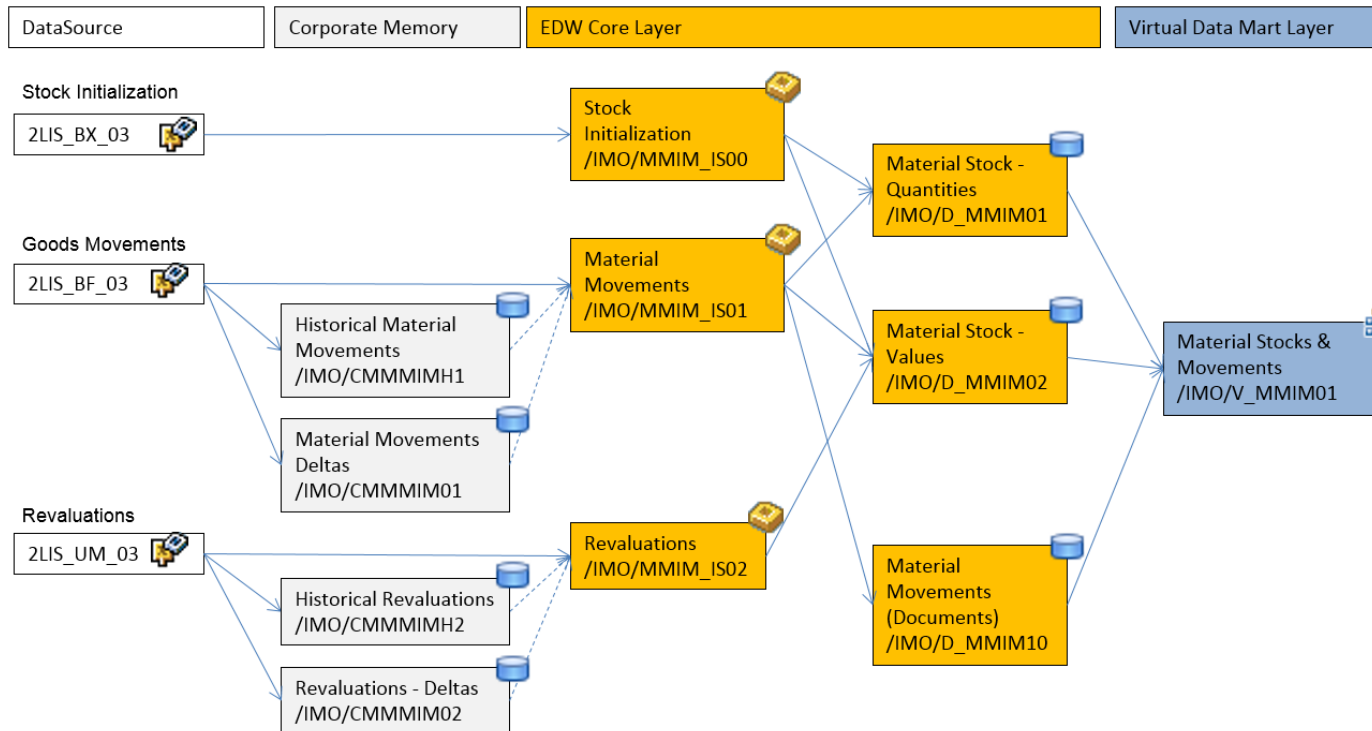 DataSource
Corporate Memory
EDW Core Layer
Virtual Data Mart Layer
Stock Initialization
2LIS_BX_03
Stock
Initialization
/IMO/MMIM_IS00
Material Stock -
Quantities
/IMO/D_MMIM01
Goods Movements
2LIS_BF_03
Material
Movements
/IMO/MMIM_IS01
Historical Material
Movements
/IMO/CMMMIMH1
Material Stock -
Values
/IMO/D_MMIM02
Material Stocks &
Movements
/IMO/V_MMIM01
Material Movements
Deltas
/IMO/CMMMIM01
Revaluations
2LIS_UM_03
Revaluations
/IMO/MMIM_IS02
Historical Revaluations
/IMO/CMMMIMH2
Material
Movements
(Documents)
/IMO/D_MMIM10
Revaluations - Deltas
/IMO/CMMMIM02